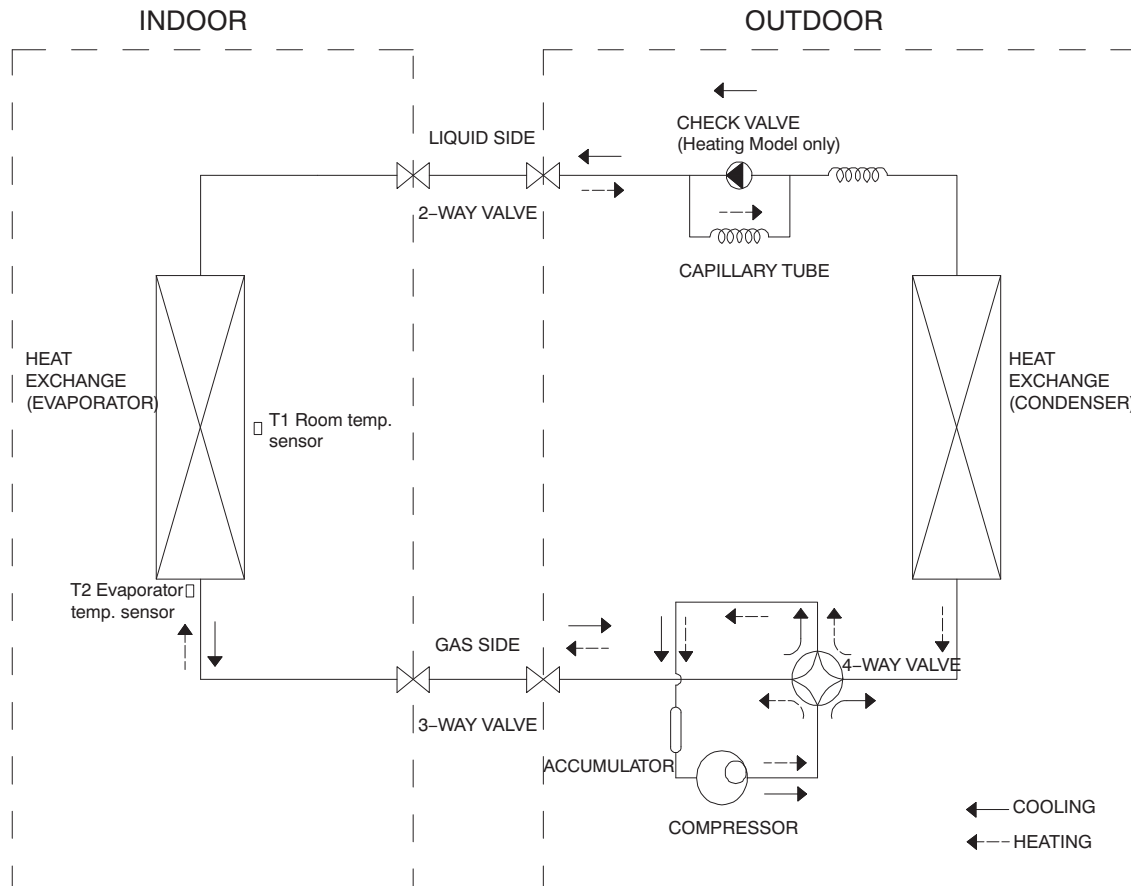 INDOOR
OUTDOOR
LIQUID SIDE
CHECK VALVE
(Heating Model only)
2-WAY VALVE
CAPILLARY TUBE
HEAT
EXCHANGE
(EVAPORATOR)
T1 Room temp.
sensor
HEAT
EXCHANGE
(CONDENSER)
T2 Evaporator
temp. sensor
GAS SIDE
4-WAY VALVE
3-WAY VALVE
ACCUMULATOR
COMPRESSOR
COOLING
HEATING